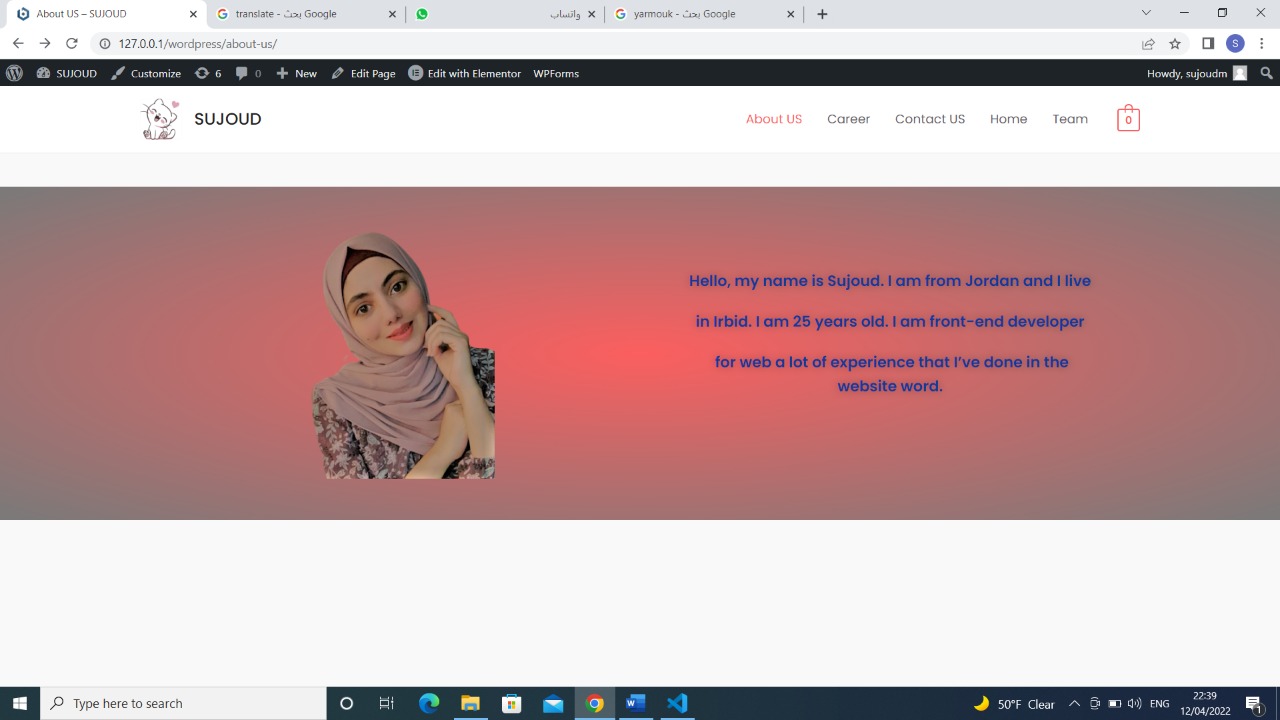 About US – SUJOUD
translate - بحث Google
واتساب
yarmouk - بحث Google
127.0.0.1/wordpress/about-us/
S
SUJOUD
Customize
6
0
New
Edit Page
Edit with Elementor
WPForms
Howdy, sujoudm
SUJOUD
About US
Career
Contact US
Home
Team
0
Hello, my name is Sujoud. I am from Jordan and I live
in Irbid. I am 25 years old. I am front-end developer
for web a lot of experience that I’ve done in the
website word.
Type here to search
50°F Clear
ENG
22:39
12/04/2022
1